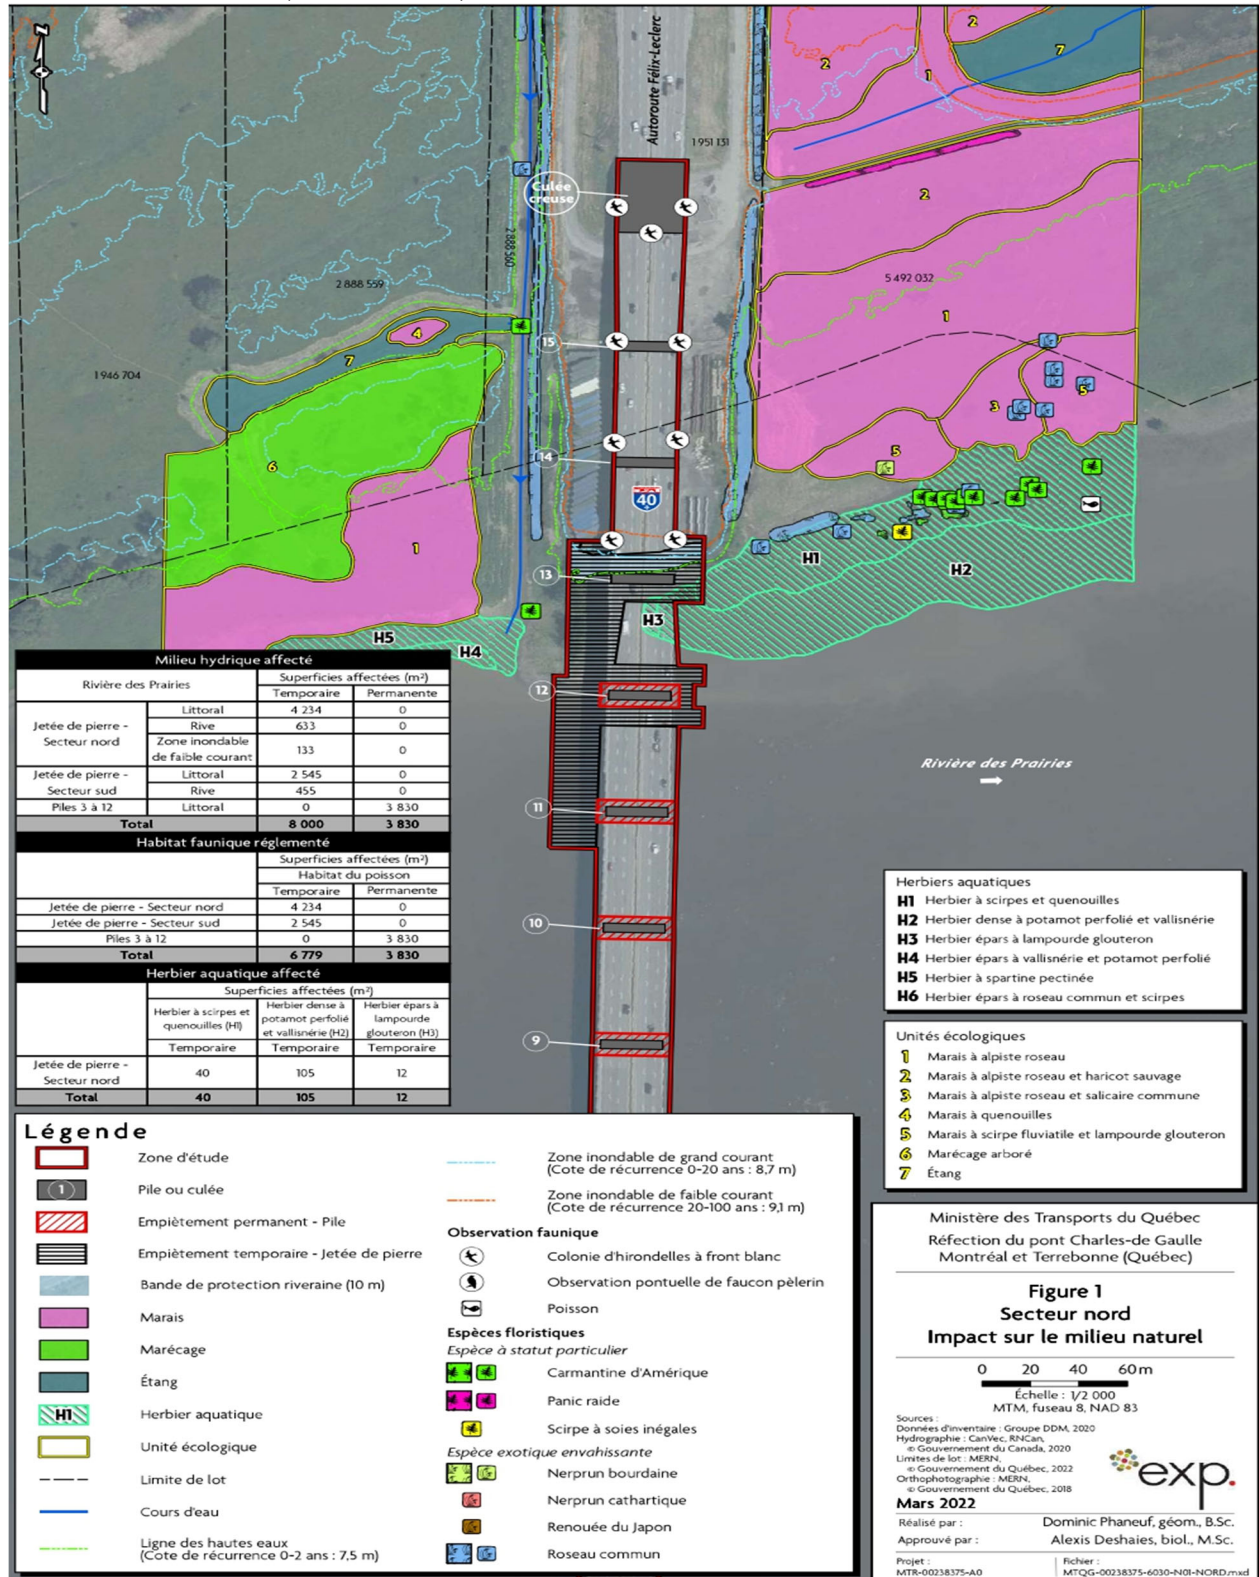 N
Autoroute Félix-Leclerc
1 951 131
Culée
creuse
2
2
1
7
2
2 888 560
2 888 559
5 492 032
4
7
15
1
1 946 704
3
5
6
14
5
40
1
13
H1
H2
H3
H5
H4
12
Rivière des Prairies
11
10
9
Milieu hydrique affecté
Rivière des Prairies
Superficies affectées (m²)
Temporaire Permanente
Jetée de pierre -
Secteur nord
Littoral 4 234 0
Rive 633 0
Zone inondable
de faible courant 133 0
Jetée de pierre -
Secteur sud
Littoral 2 545 0
Rive 455 0
Piles 3 à 12 Littoral 0 3 830
Total 8 000 3 830
Habitat faunique réglementé
Superficies affectées (m²)
Habitat du poisson
Temporaire Permanente
Jetée de pierre - Secteur nord 4 234 0
Jetée de pierre - Secteur sud 2 545 0
Piles 3 à 12 0 3 830
Total 6 779 3 830
Herbier aquatique affecté
Superficies affectées (m²)
Herbier à scirpes et
quenouilles (H1)
Herbier dense à
potamot perfolié
et vallisnérie (H2)
Herbier épars à
lampourde
glouteron (H3)
Temporaire Temporaire Temporaire
Jetée de pierre -
Secteur nord 40 105 12
Total 40 105 12
Herbiers aquatiques
H1 Herbier à scirpes et quenouilles
H2 Herbier dense à potamot perfolié et vallisnérie
H3 Herbier épars à lampourde glouteron
H4 Herbier épars à vallisnérie et potamot perfolié
H5 Herbier à spartine pectinée
H6 Herbier épars à roseau commun et scirpes
Unités écologiques
1 Marais à alpiste roseau
2 Marais à alpiste roseau et haricot sauvage
3 Marais à alpiste roseau et salicaire commune
4 Marais à quenouilles
5 Marais à scirpe fluviatile et lampourde glouteron
6 Marécage arboré
7 Étang
Légende
Zone d'étude
1 Pile ou culée
Empiètement permanent - Pile
Empiètement temporaire - Jetée de pierre
Bande de protection riveraine (10 m)
Marais
Marécage
Étang
H1 Herbier aquatique
Unité écologique
Limite de lot
Cours d'eau
Ligne des hautes eaux
(Cote de récurrence 0-2 ans : 7,5 m)
Zone inondable de grand courant
(Cote de récurrence 0-20 ans : 8,7 m)
Zone inondable de faible courant
(Cote de récurrence 20-100 ans : 9,1 m)
Observation faunique
Colonie d'hirondelles à front blanc
Observation pontuelle de faucon pèlerin
Poisson
Espèces floristiques
Espèce à statut particulier
Carmantine d'Amérique
Panic raide
Scirpe à soies inégales
Espèce exotique envahissante
Nerprun bourdaine
Nerprun cathartique
Renouée du Japon
Roseau commun
Ministère des Transports du Québec
Réfection du pont Charles-de Gaulle
Montréal et Terrebonne (Québec)
Figure 1
Secteur nord
Impact sur le milieu naturel
0 20 40 60 m
Échelle : 1/2 000
MTM, fuseau 8, NAD 83
Sources :
Données d'inventaire : Groupe DDM, 2020
Hydrographie : CanVec, RNCan,
© Gouvernement du Canada, 2020
Limites de lot : MERN,
© Gouvernement du Québec, 2022
Orthophotographie : MERN,
© Gouvernement du Québec, 2018
exp.
Mars 2022
Réalisé par : Dominic Phaneuf, géom., B.Sc.
Approuvé par : Alexis Deshaies, biol., M.Sc.
Projet :
MTR-00238375-A0
Fichier :
MTQG-00238375-6030-N01-NORD.mxd